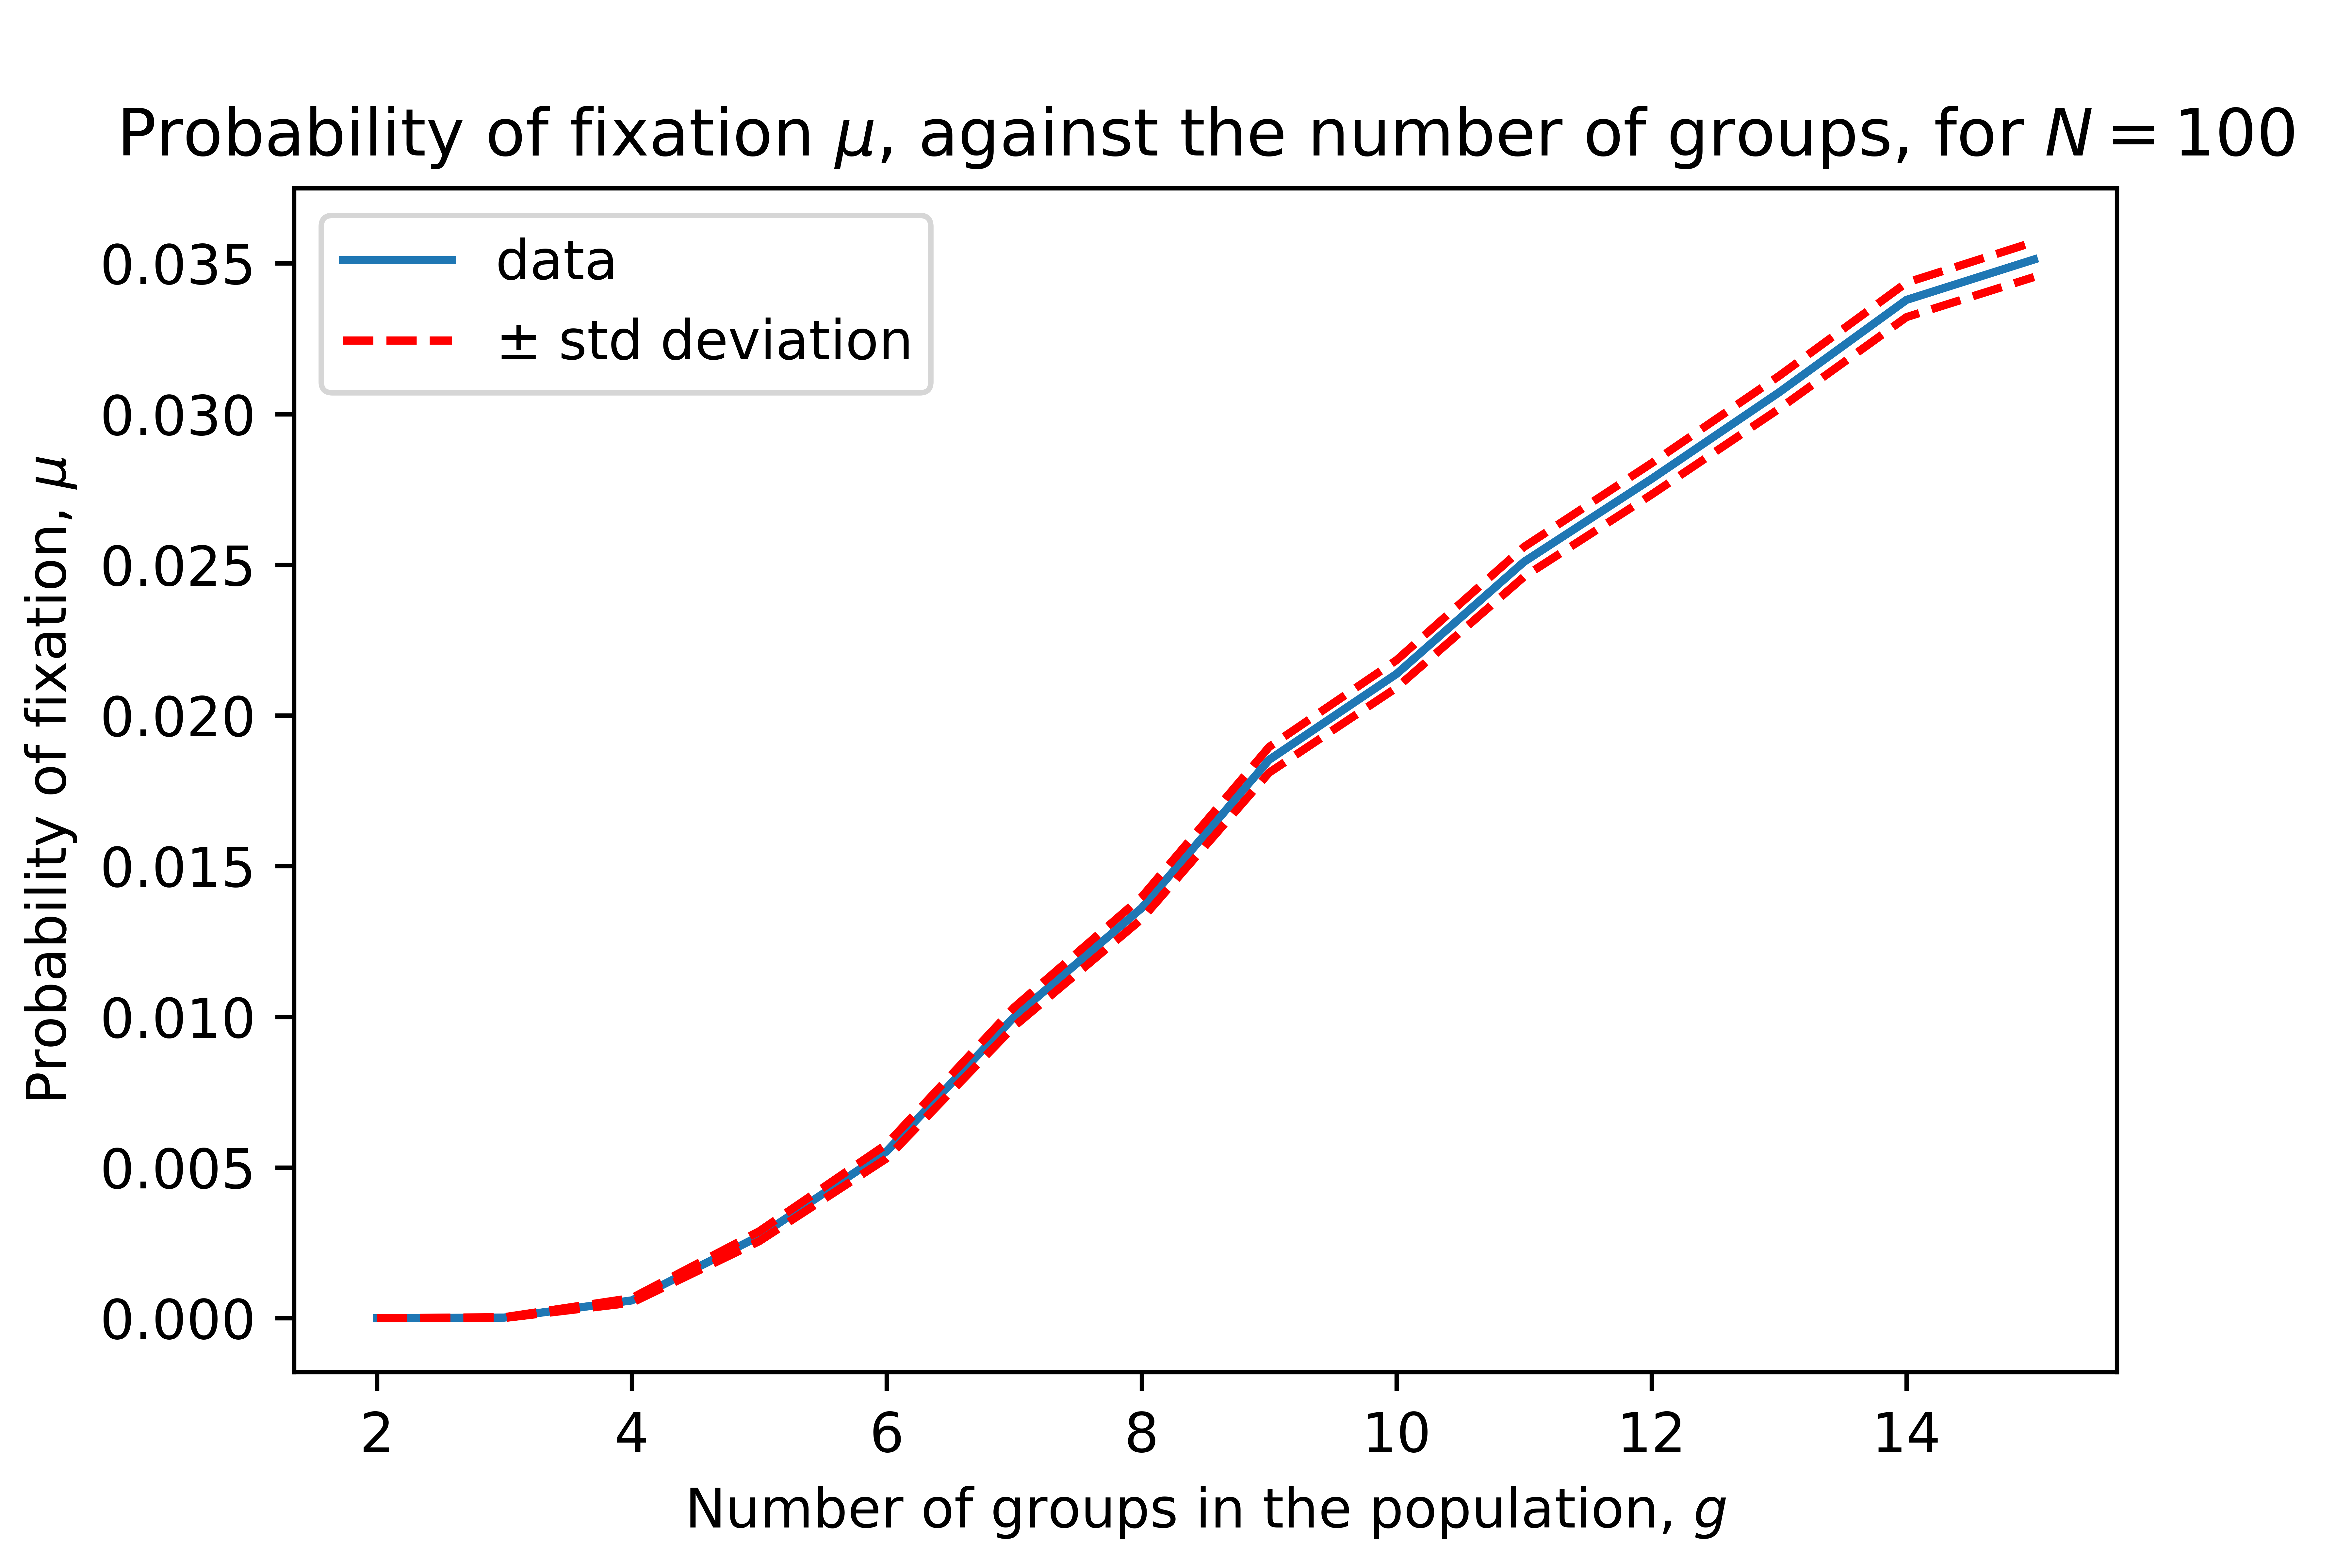 Probability of fixation μ, against the number of groups, for N = 100
data
± std deviation
Probability of fixation, μ
0.035
0.030
0.025
0.020
0.015
0.010
0.005
0.000
2 4 6 8 10 12 14
Number of groups in the population, g